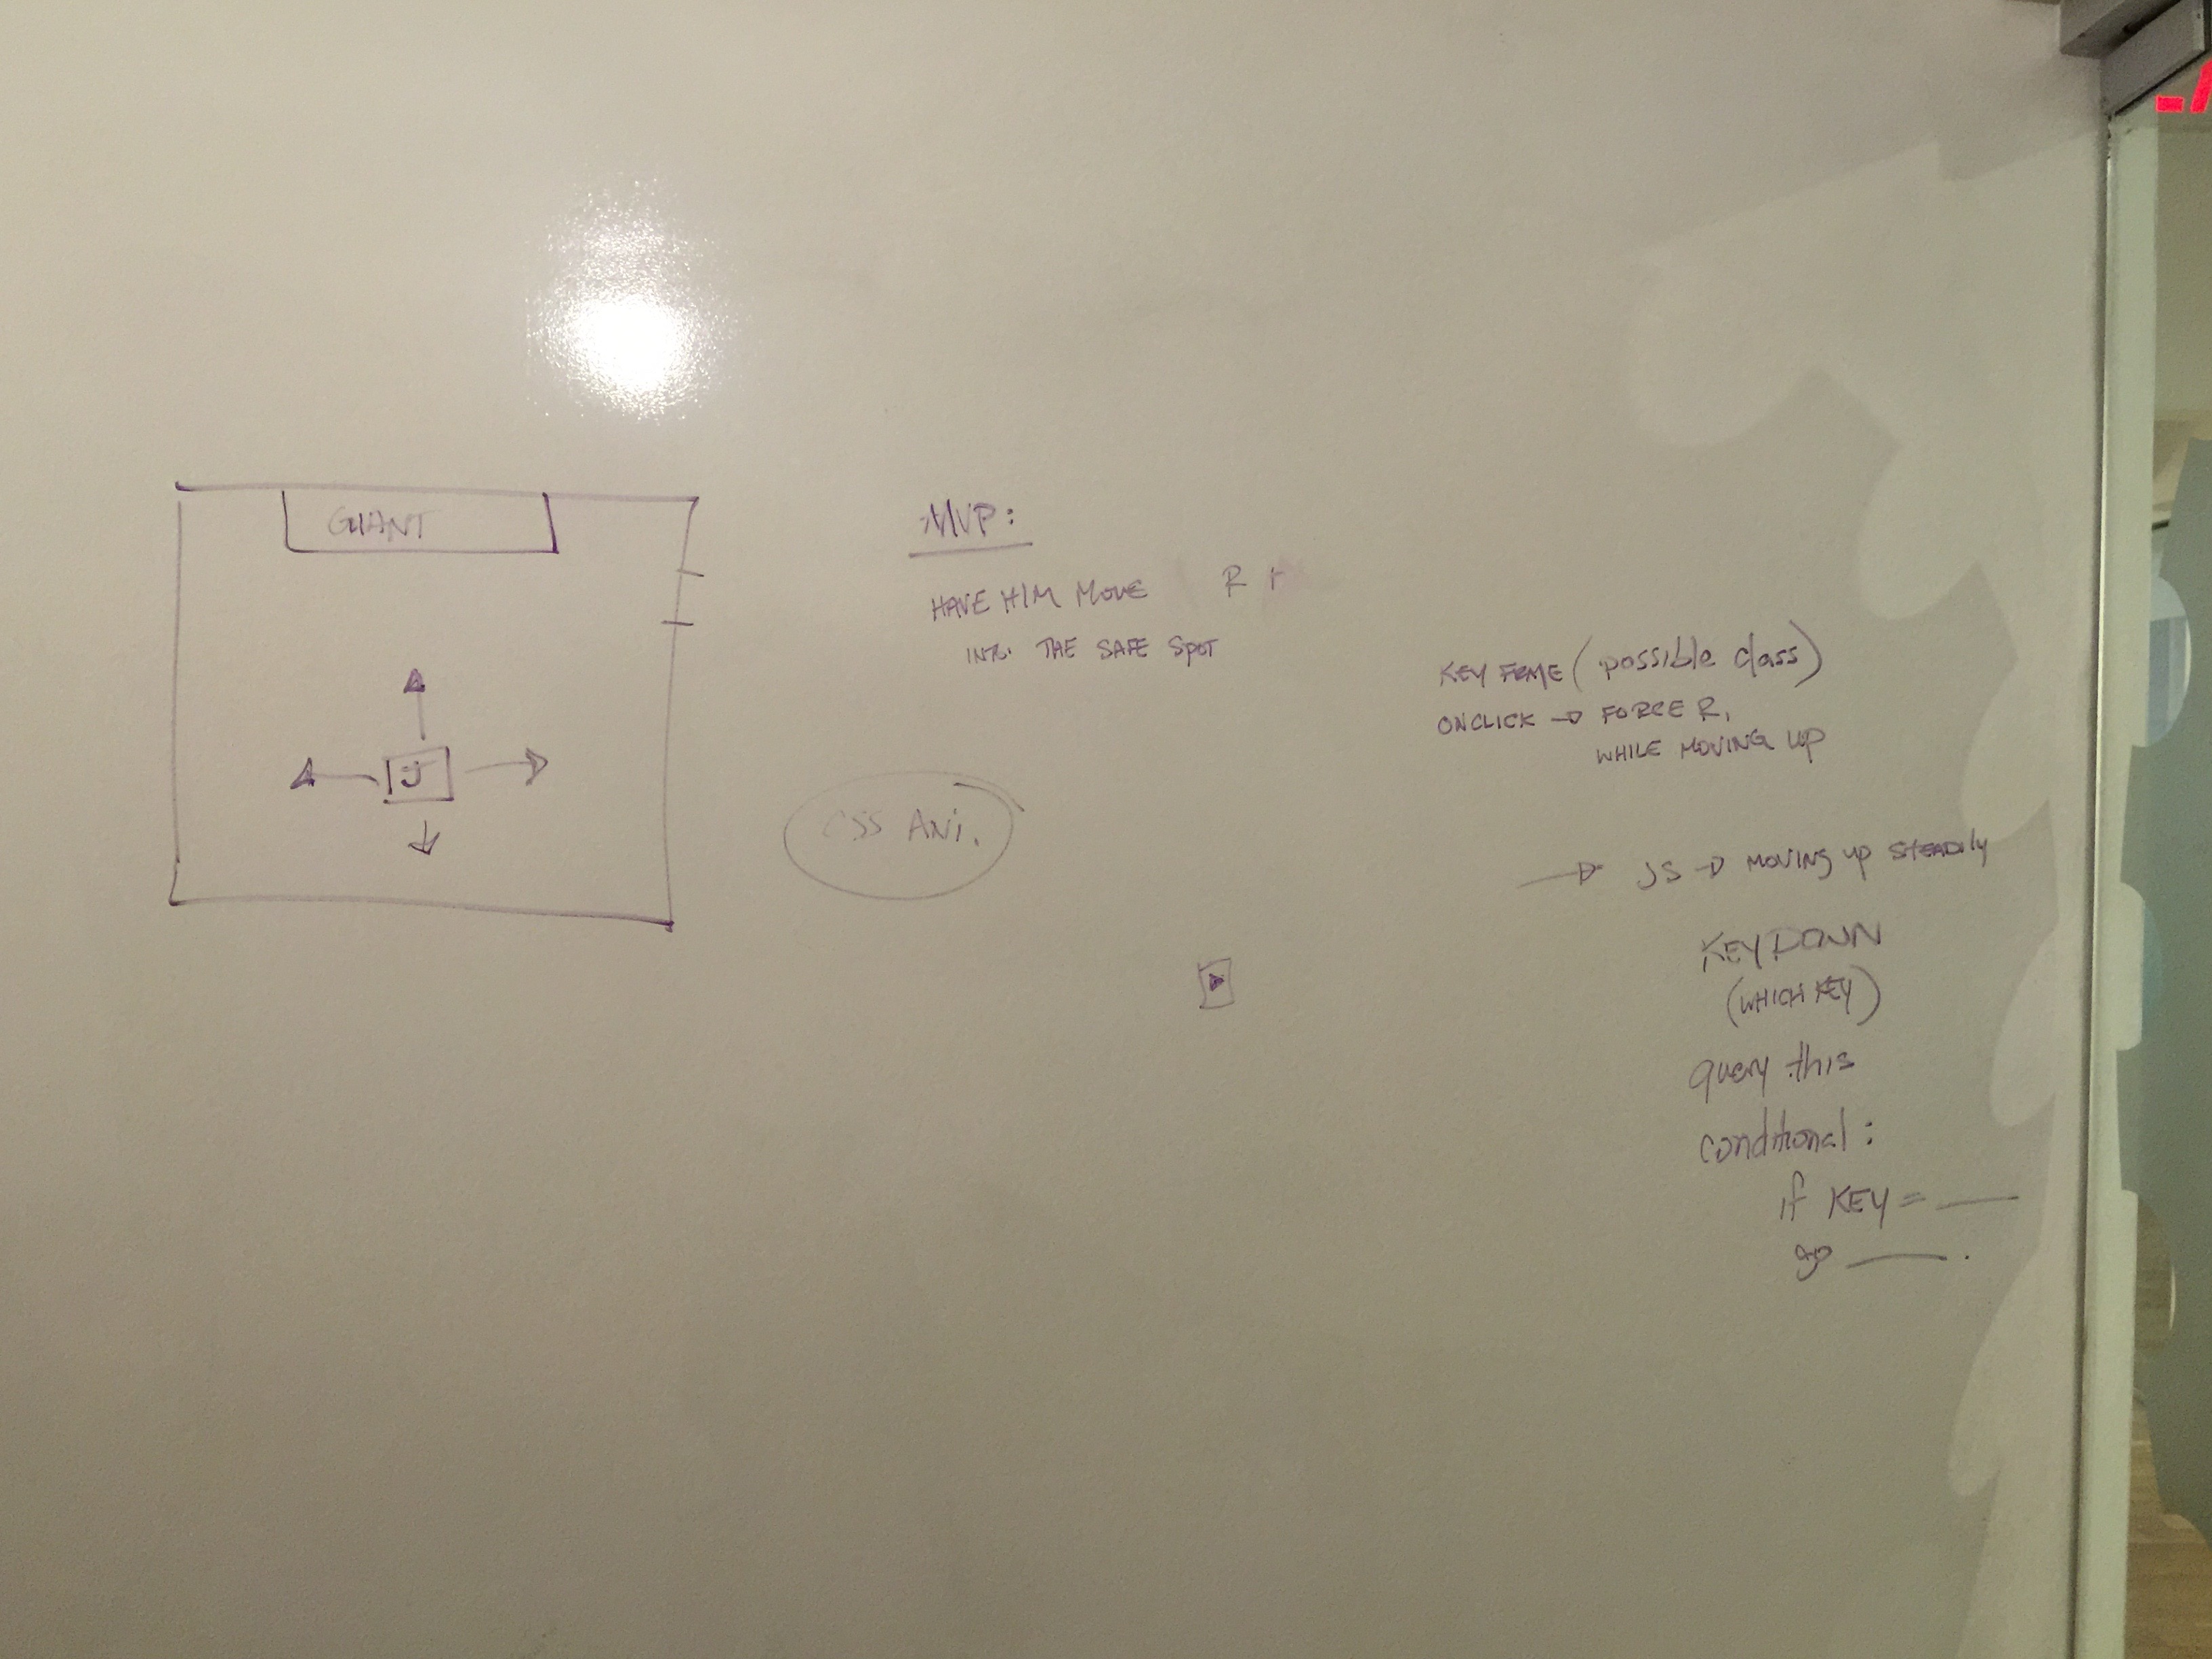 GIANT
J
MVP:
HAVE HIM MOVE R
INTO THE SAFE SPOT
CSS ANi.
KEY FRME (possible class)
ONCLICK → FORCE R,
WHILE MOVING UP
→ JS → MOVING up STEADily
KEYDOWN
(WHICH KEY)
query this
conditional:
if KEY = ___
go ___.